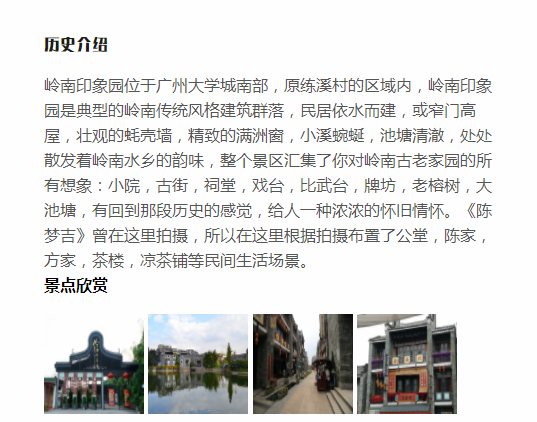 历史介绍
岭南印象园位于广州大学城南部，原练溪村的区域内，岭南印象
园是典型的岭南传统风格建筑群落，民居依水而建，或窄门高
屋，壮观的蚝壳墙，精致的满洲窗，小溪蜿蜒，池塘清澈，处处
散发着岭南水乡的韵味，整个景区汇集了你对岭南古老家园的所
有想象：小院，古街，祠堂，戏台，比武台，牌坊，老榕树，大
池塘，有回到那段历史的感觉，给人一种浓浓的怀旧情怀。《陈
梦吉》曾在这里拍摄，所以在这里根据拍摄布置了公堂，陈家，
方家，茶楼，凉茶铺等民间生活场景。
景点欣赏